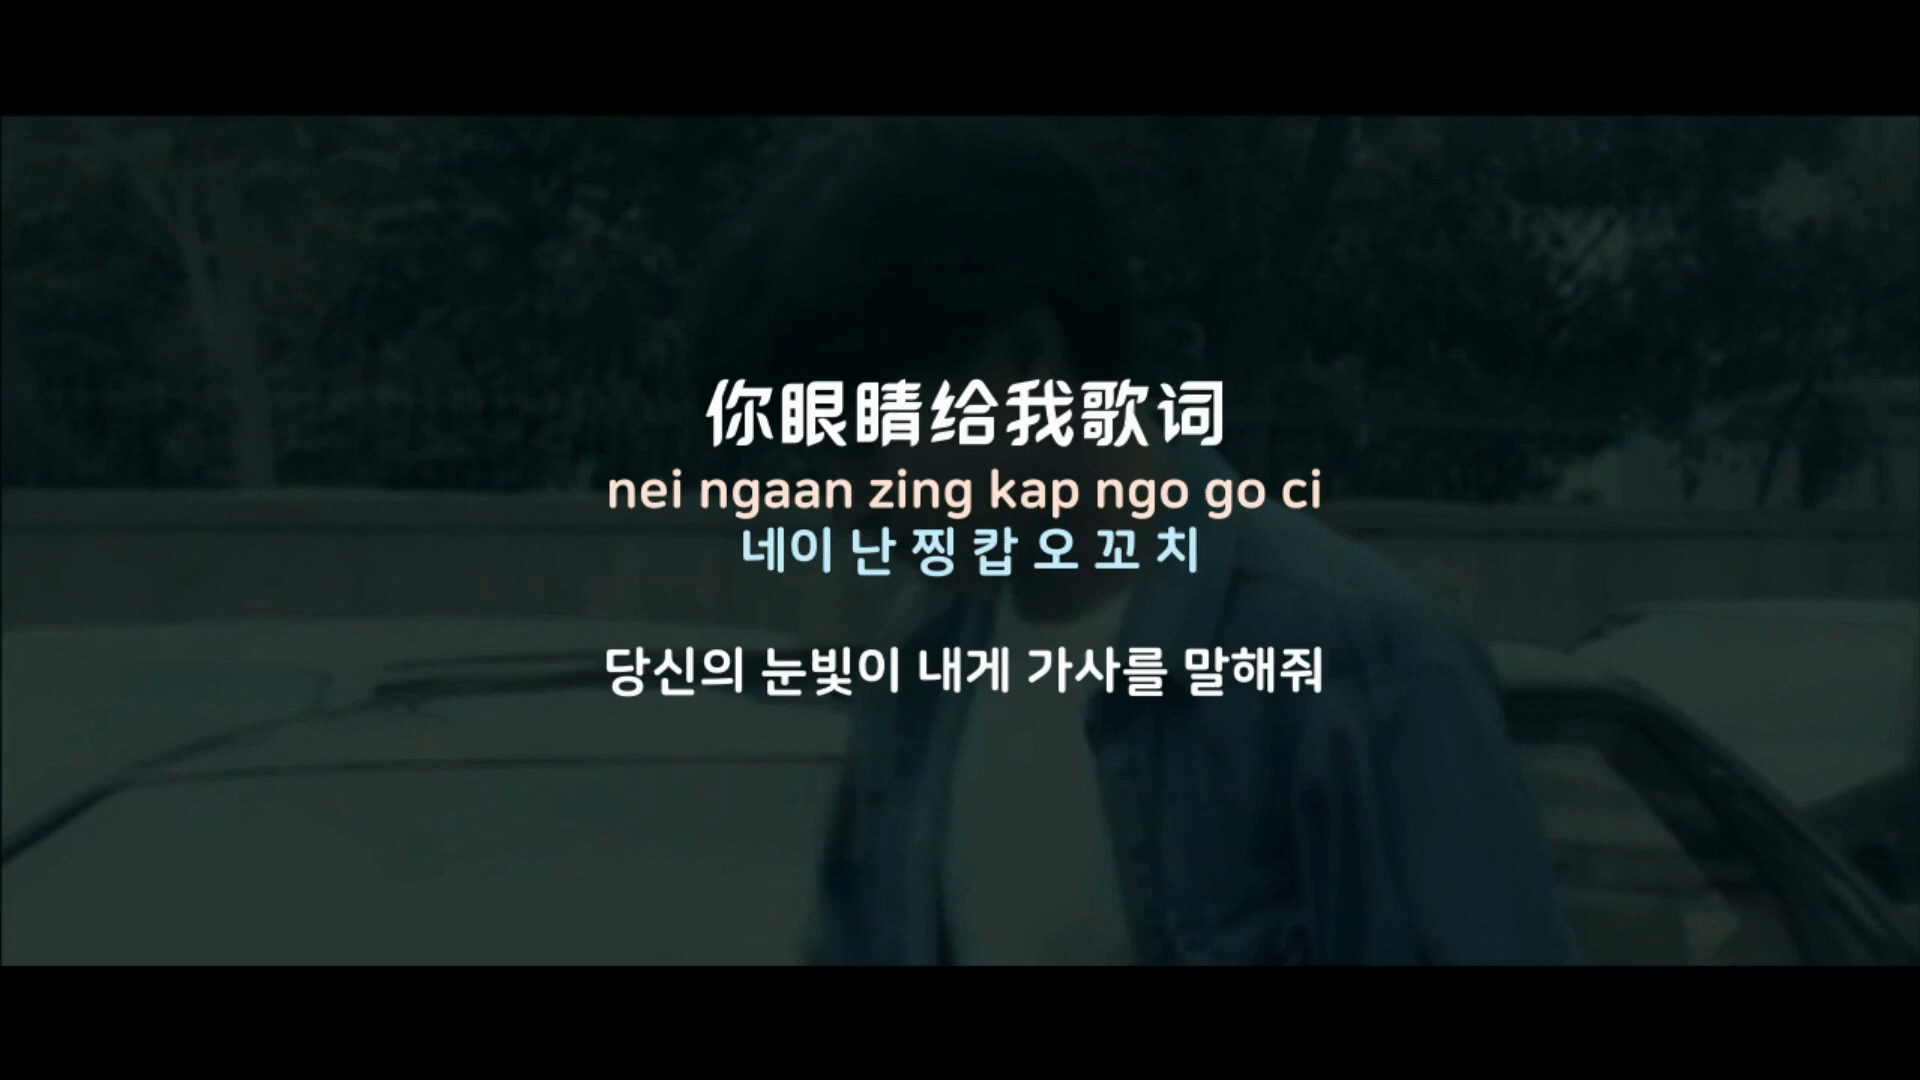 你眼睛给我歌词
nei ngaan zing kap ngo go ci
네이 난 찡 캅 오 꼬 치
당신의 눈빛이 내게 가사를 말해줘